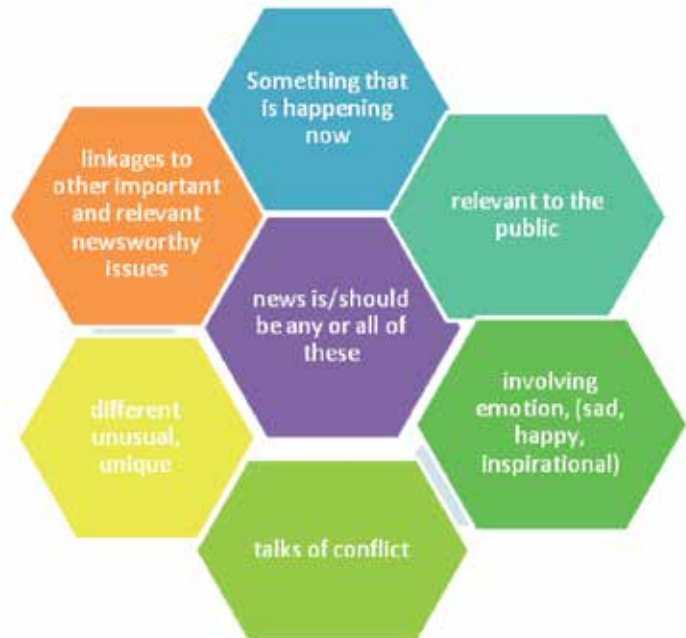 Something that
is happening
now
linkages to
other important
and relevant
newsworthy
issues
relevant to the
public
news is/should
be any or all of
these
different
unusual,
unique
involving
emotion, (sad,
happy,
inspirational)
talks of conflict